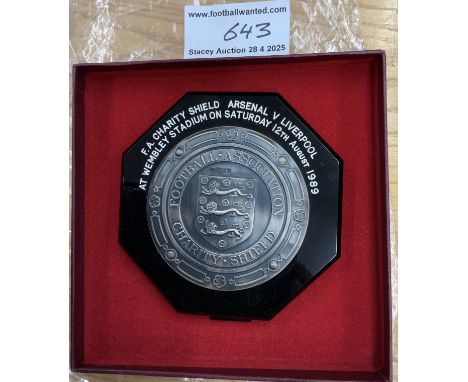 www.footballwanted.com
643
Stacey Auction 28 4 2025
F.A. CHARITY SHIELD ARSENAL V LIVERPOOL
AT WEMBLEY STADIUM ON SATURDAY 12TH AUGUST 1989
FOOTBALL · ASSOCIATION
CHARITY · SHIELD